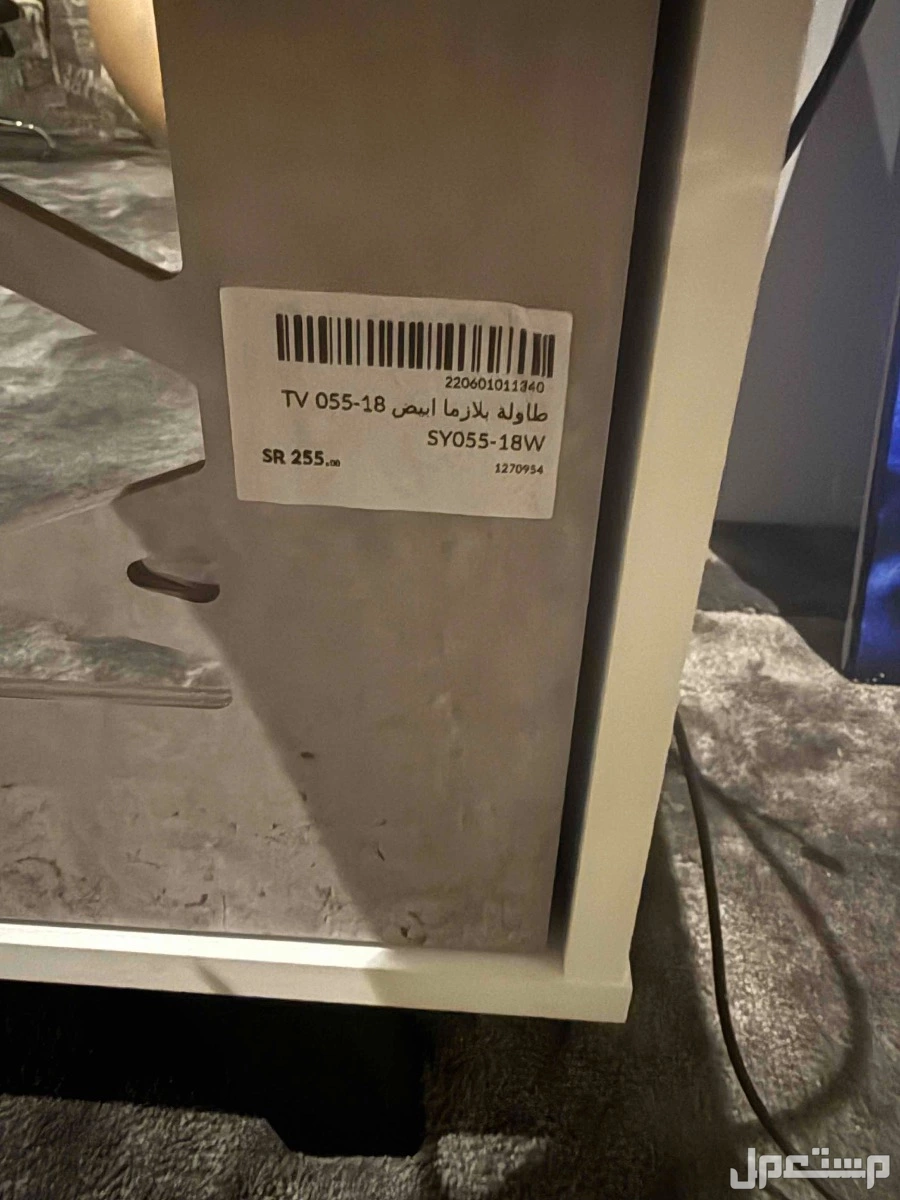 220601011340
طاولة بلازما ابيض TV 055-18
SY055-18W
SR 255.00
1270954
مستعمل